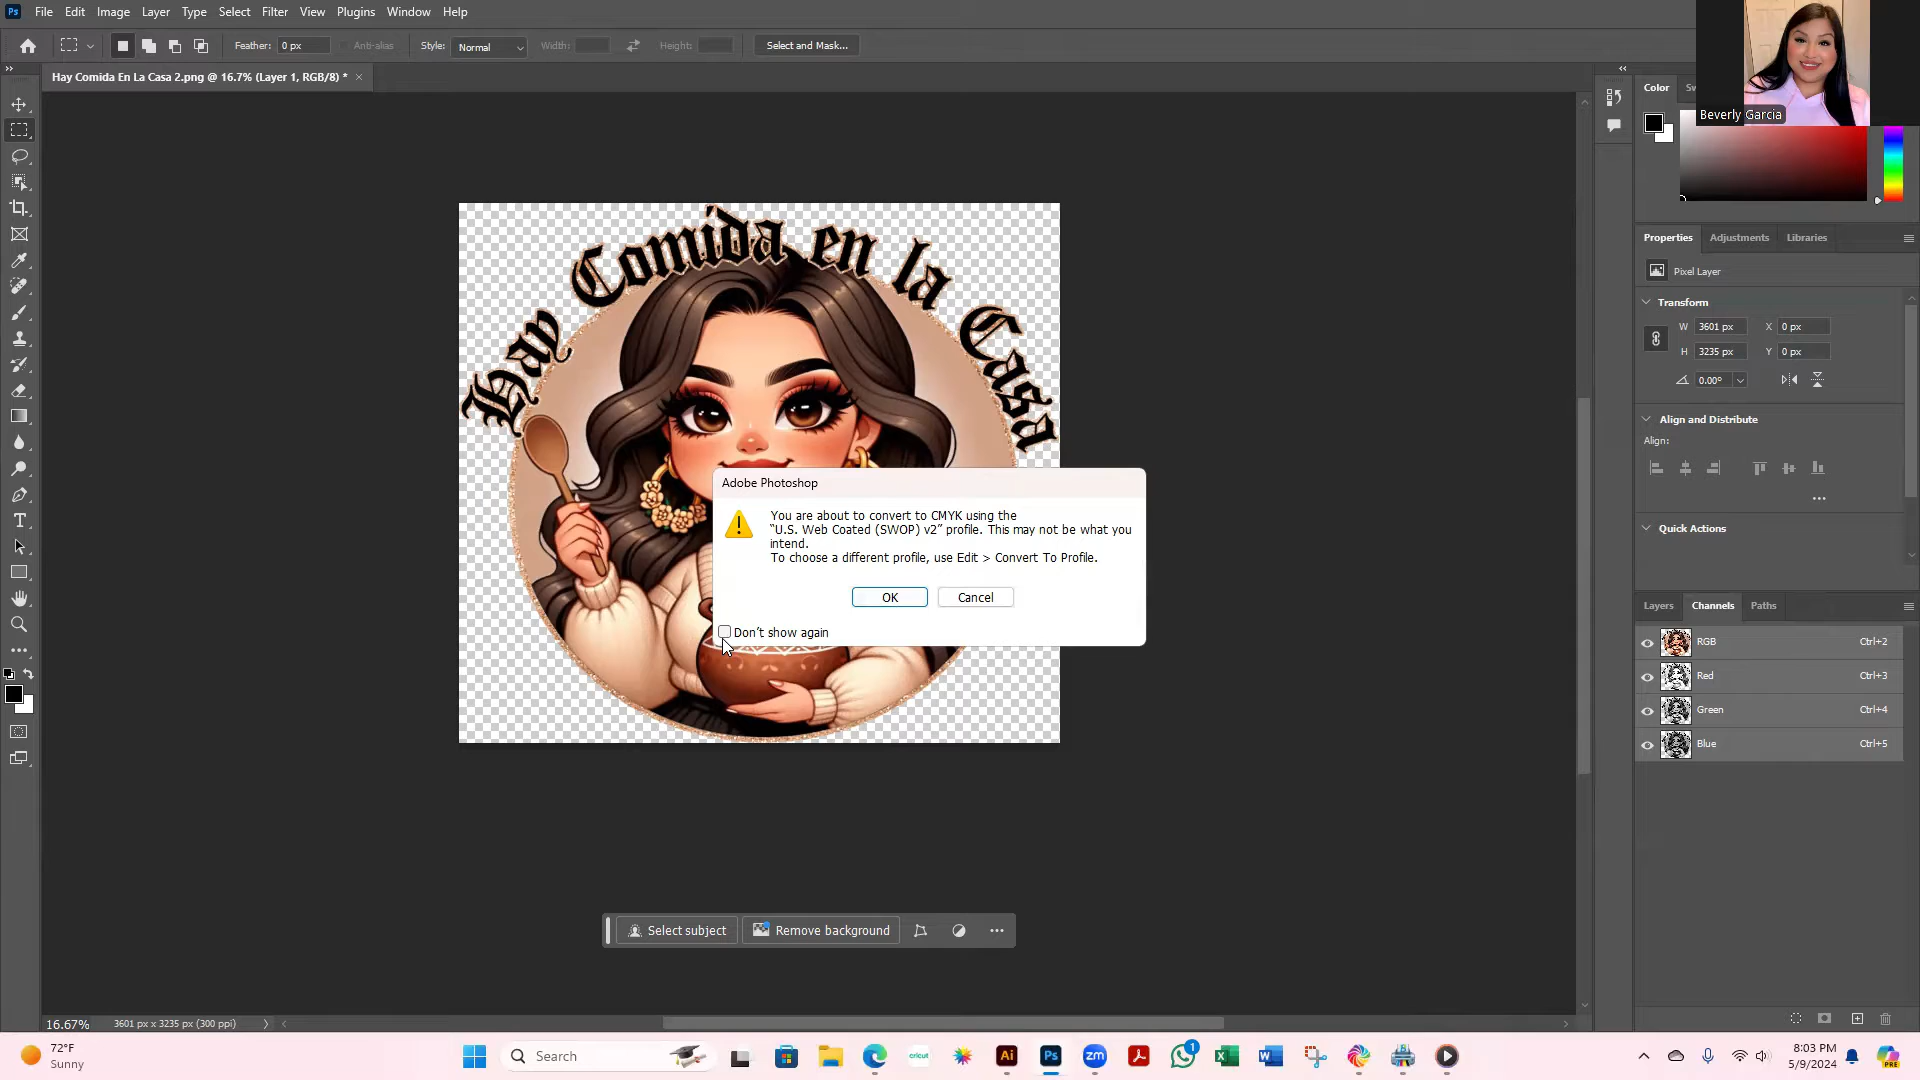 File Edit Image Layer Type Select Filter View Plugins Window Help
Feather: 0 px Anti-alias Style: Normal Width: Height: Select and Mask...
Hay Comida En La Casa 2.png @ 16.7% (Layer 1, RGB/8) *
Beverly Garcia
Color
Properties Adjustments Libraries
Pixel Layer
Transform
W 3601 px X 0 px
H 3235 px Y 0 px
0.00°
Align and Distribute
Align:
Quick Actions
Layers Channels Paths
RGB Ctrl+2
Red Ctrl+3
Green Ctrl+4
Blue Ctrl+5
Hay Comida en la Casa
Adobe Photoshop
You are about to convert to CMYK using the
“U.S. Web Coated (SWOP) v2” profile. This may not be what you
intend.
To choose a different profile, use Edit > Convert To Profile.
OK Cancel
Don't show again
Select subject Remove background
16.67% 3601 px x 3235 px (300 ppi)
72°F
Sunny
Search
cricut
Ai
Ps
zm
1
8:03 PM
5/9/2024
PRE